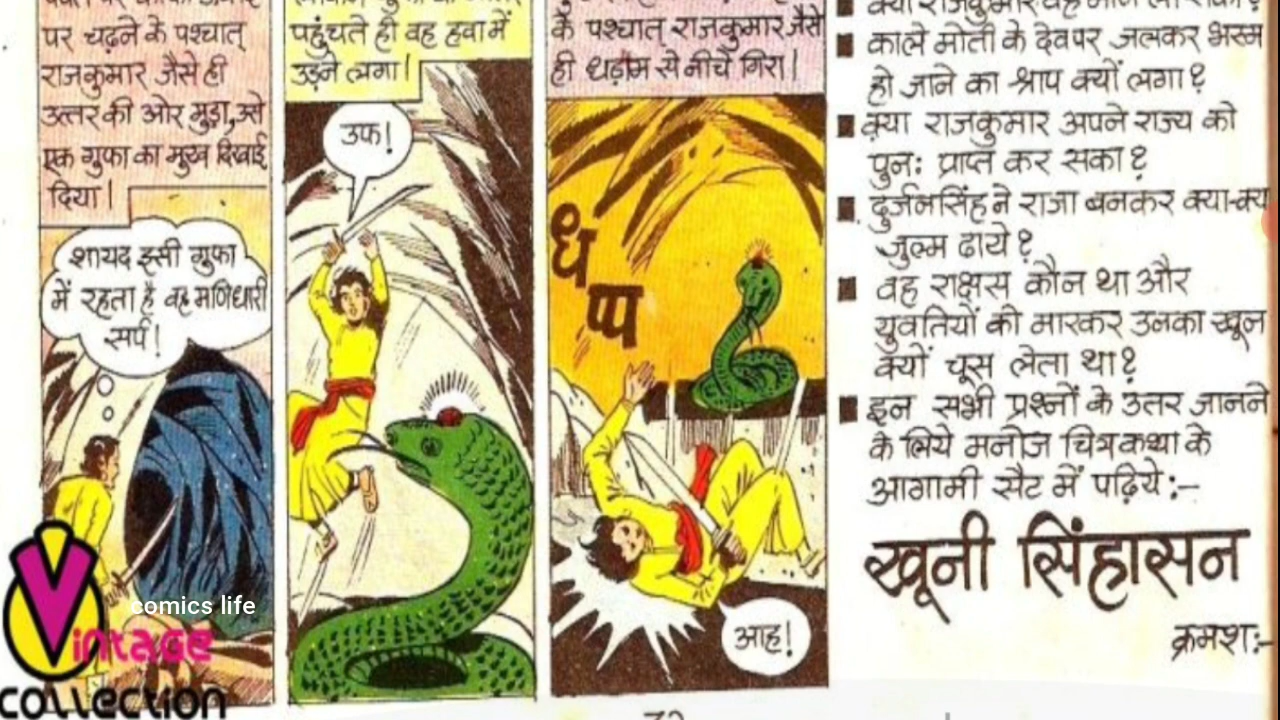 पर चढ़ने के पश्चात्
राजकुमार जैसे ही
उत्तर की ओर मुड़ा, उसे
एक गुफा का मुख दिखाई
दिया।
शायद इसी गुफा
में रहता है वह मणिधारी
सर्प!
पहुंचते ही वह हवा में
उड़ने लगा।
उफ!
के पश्चात् राजकुमार जैसे
ही धड़ाम से नीचे गिरा।
ध
प्प
आह!
काले मोती के देव पर जलकर भस्म
हो जाने का श्राप क्यों लगा?
क्या राजकुमार अपने राज्य को
पुनः प्राप्त कर सका?
दुर्जनसिंह ने राजा बनकर क्या-क्य
जुल्म ढाये?
वह राक्षस कौन था और
युवतियों को मारकर उनका खून
क्यों चूस लेता था?
इन सभी प्रश्नों के उतर जानने
के लिये मनोज चित्रकथा के
आगामी सैट में पढ़िये:-
खूनी सिंहासन
क्रमश:-
comics life
Vintage
collection